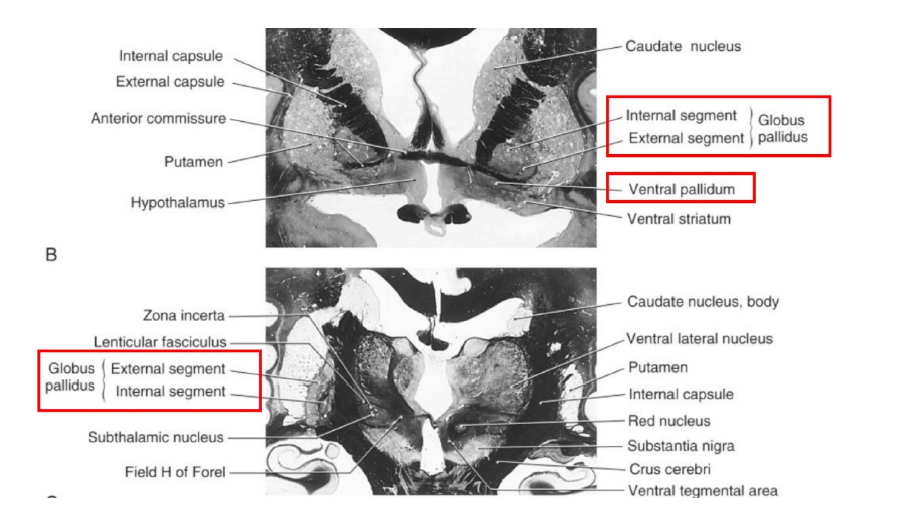 Internal capsule
External capsule
Anterior commissure
Putamen
Hypothalamus
Caudate nucleus
Internal segment
External segment
Globus
pallidus
Ventral pallidum
Ventral striatum
B
Zona incerta
Lenticular fasciculus
Globus
pallidus
External segment
Internal segment
Subthalamic nucleus
Field H of Forel
Caudate nucleus, body
Ventral lateral nucleus
Putamen
Internal capsule
Red nucleus
Substantia nigra
Crus cerebri
Ventral tegmental area